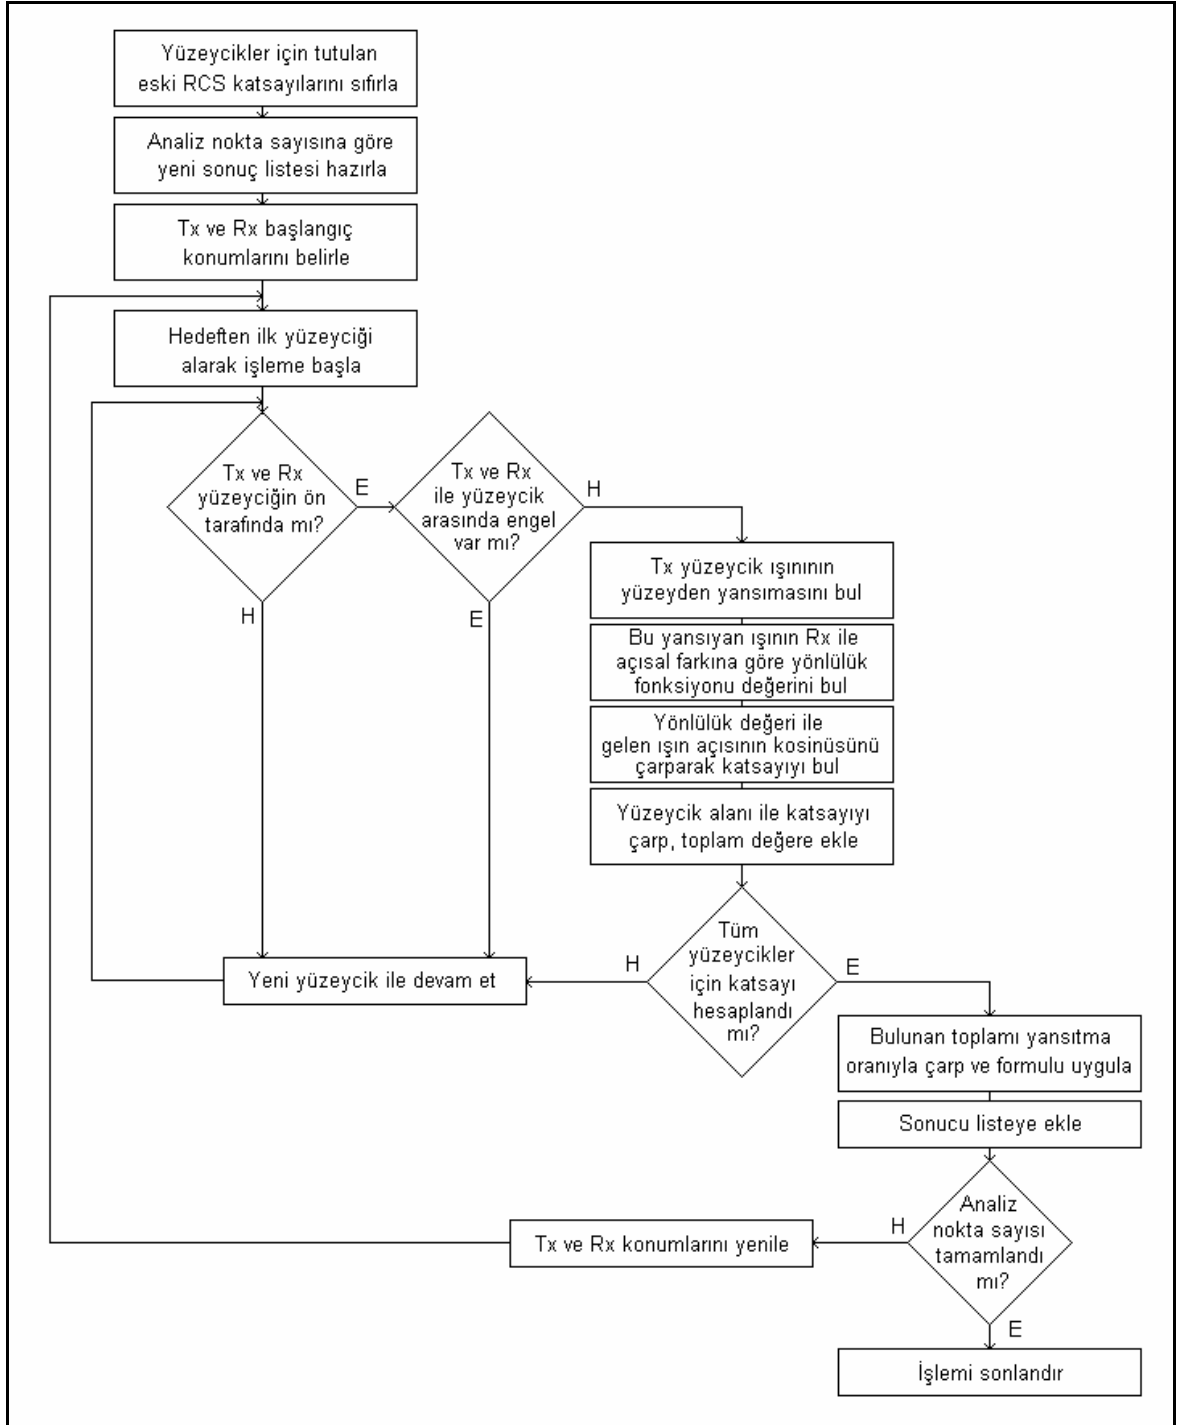 Yüzeycikler için tutulan
eski RCS katsayılarını sıfırla
Analiz nokta sayısına göre
yeni sonuç listesi hazırla
Tx ve Rx başlangıç
konumlarını belirle
Hedeften ilk yüzeyciği
alarak işleme başla
Tx ve Rx
yüzeyciğin ön
tarafında mı?
E
H
Tx ve Rx
ile yüzeycik
arasında engel
var mı?
H
E
Tx yüzeycik ışınının
yüzeyden yansımasını bul
Bu yansıyan ışının Rx ile
açısal farkına göre yönlülük
fonksiyonu değerini bul
Yönlülük değeri ile
gelen ışın açısının kosinüsünü
çarparak katsayıyı bul
Yüzeycik alanı ile katsayıyı
çarp, toplam değere ekle
Tüm
yüzeycikler
için katsayı
hesaplandı
mı?
H
E
Yeni yüzeycik ile devam et
Bulunan toplamı yansıtma
oranıyla çarp ve formulu uygula
Sonucu listeye ekle
Analiz
nokta sayısı
tamamlandı
mı?
H
E
Tx ve Rx konumlarını yenile
İşlemi sonlandır